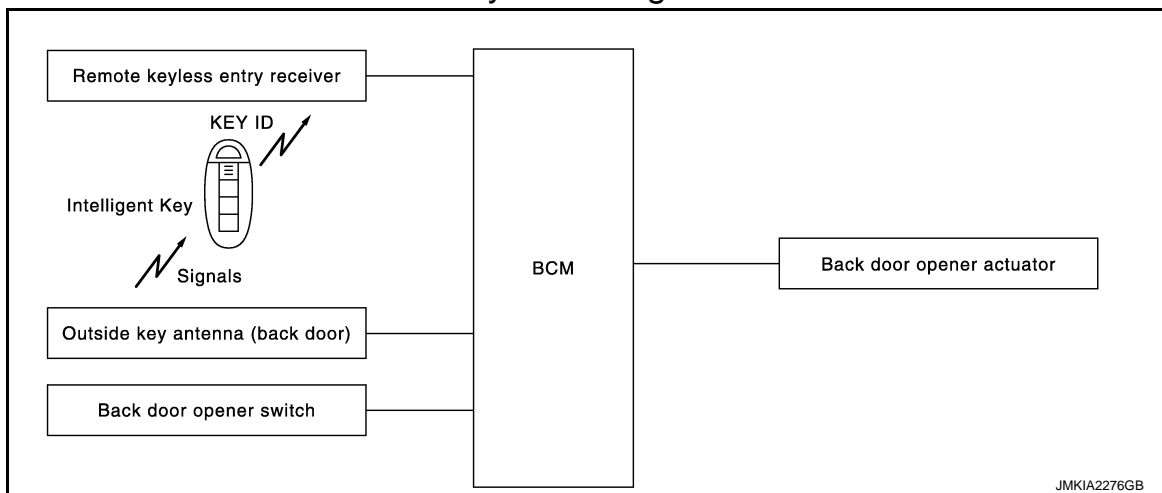 Remote keyless entry receiver
KEY ID
Intelligent Key
Signals
Outside key antenna (back door)
Back door opener switch
BCM
Back door opener actuator
JMKIA2276GB